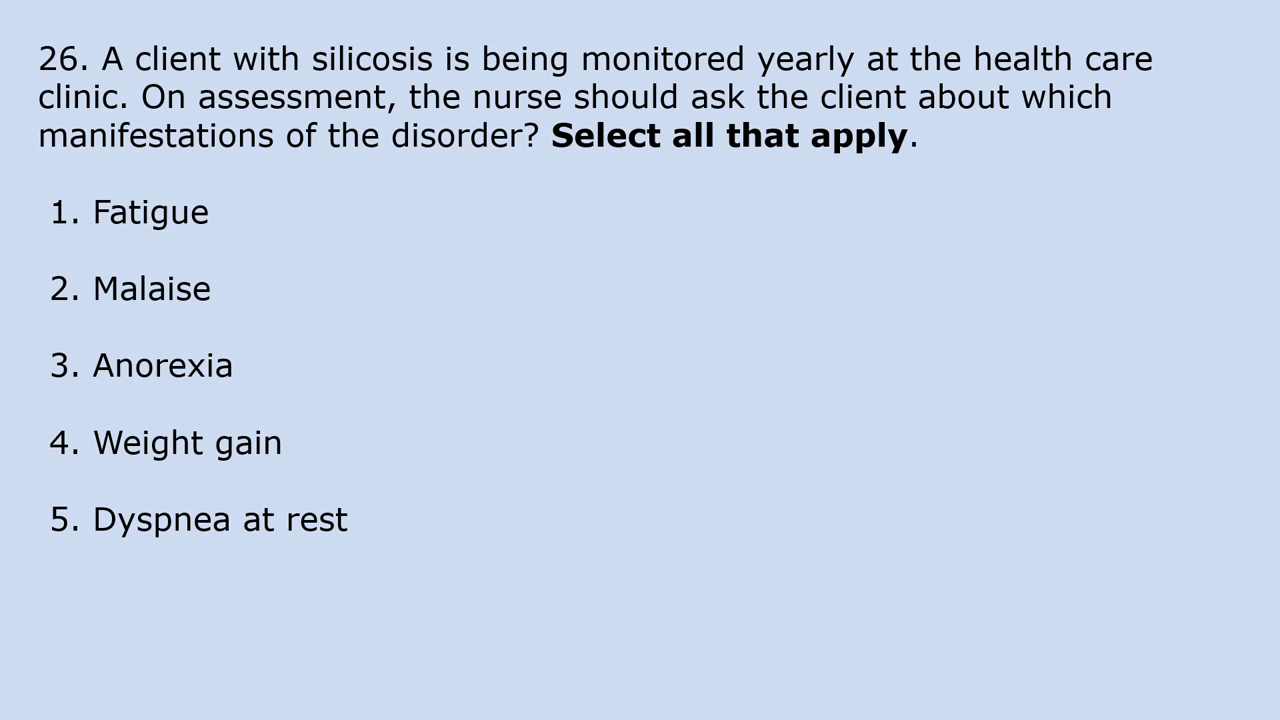 26. A client with silicosis is being monitored yearly at the health care
clinic. On assessment, the nurse should ask the client about which
manifestations of the disorder? Select all that apply.
1. Fatigue
2. Malaise
3. Anorexia
4. Weight gain
5. Dyspnea at rest